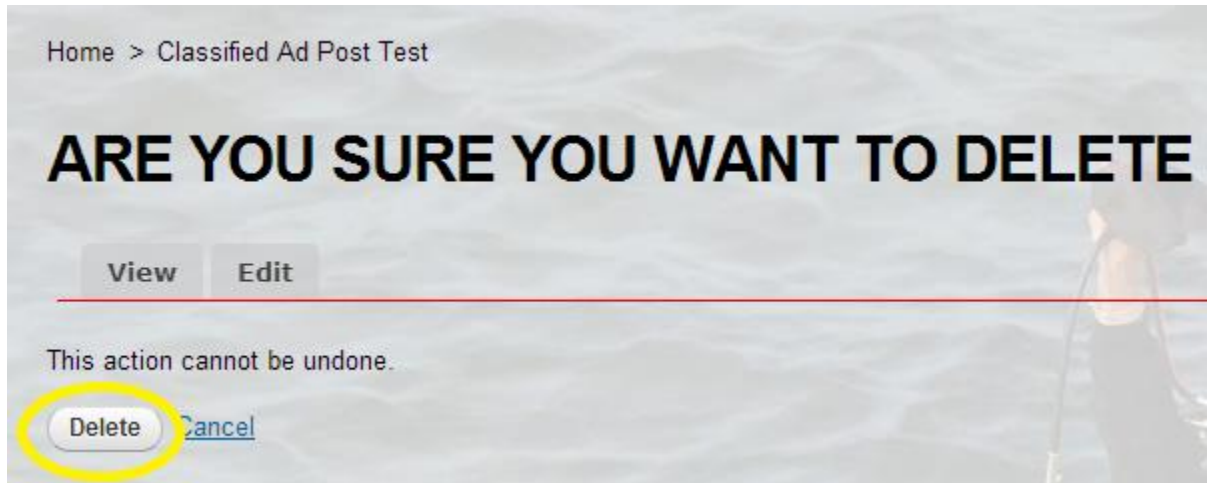 Home > Classified Ad Post Test
ARE YOU SURE YOU WANT TO DELETE
View Edit
This action cannot be undone.
Delete Cancel